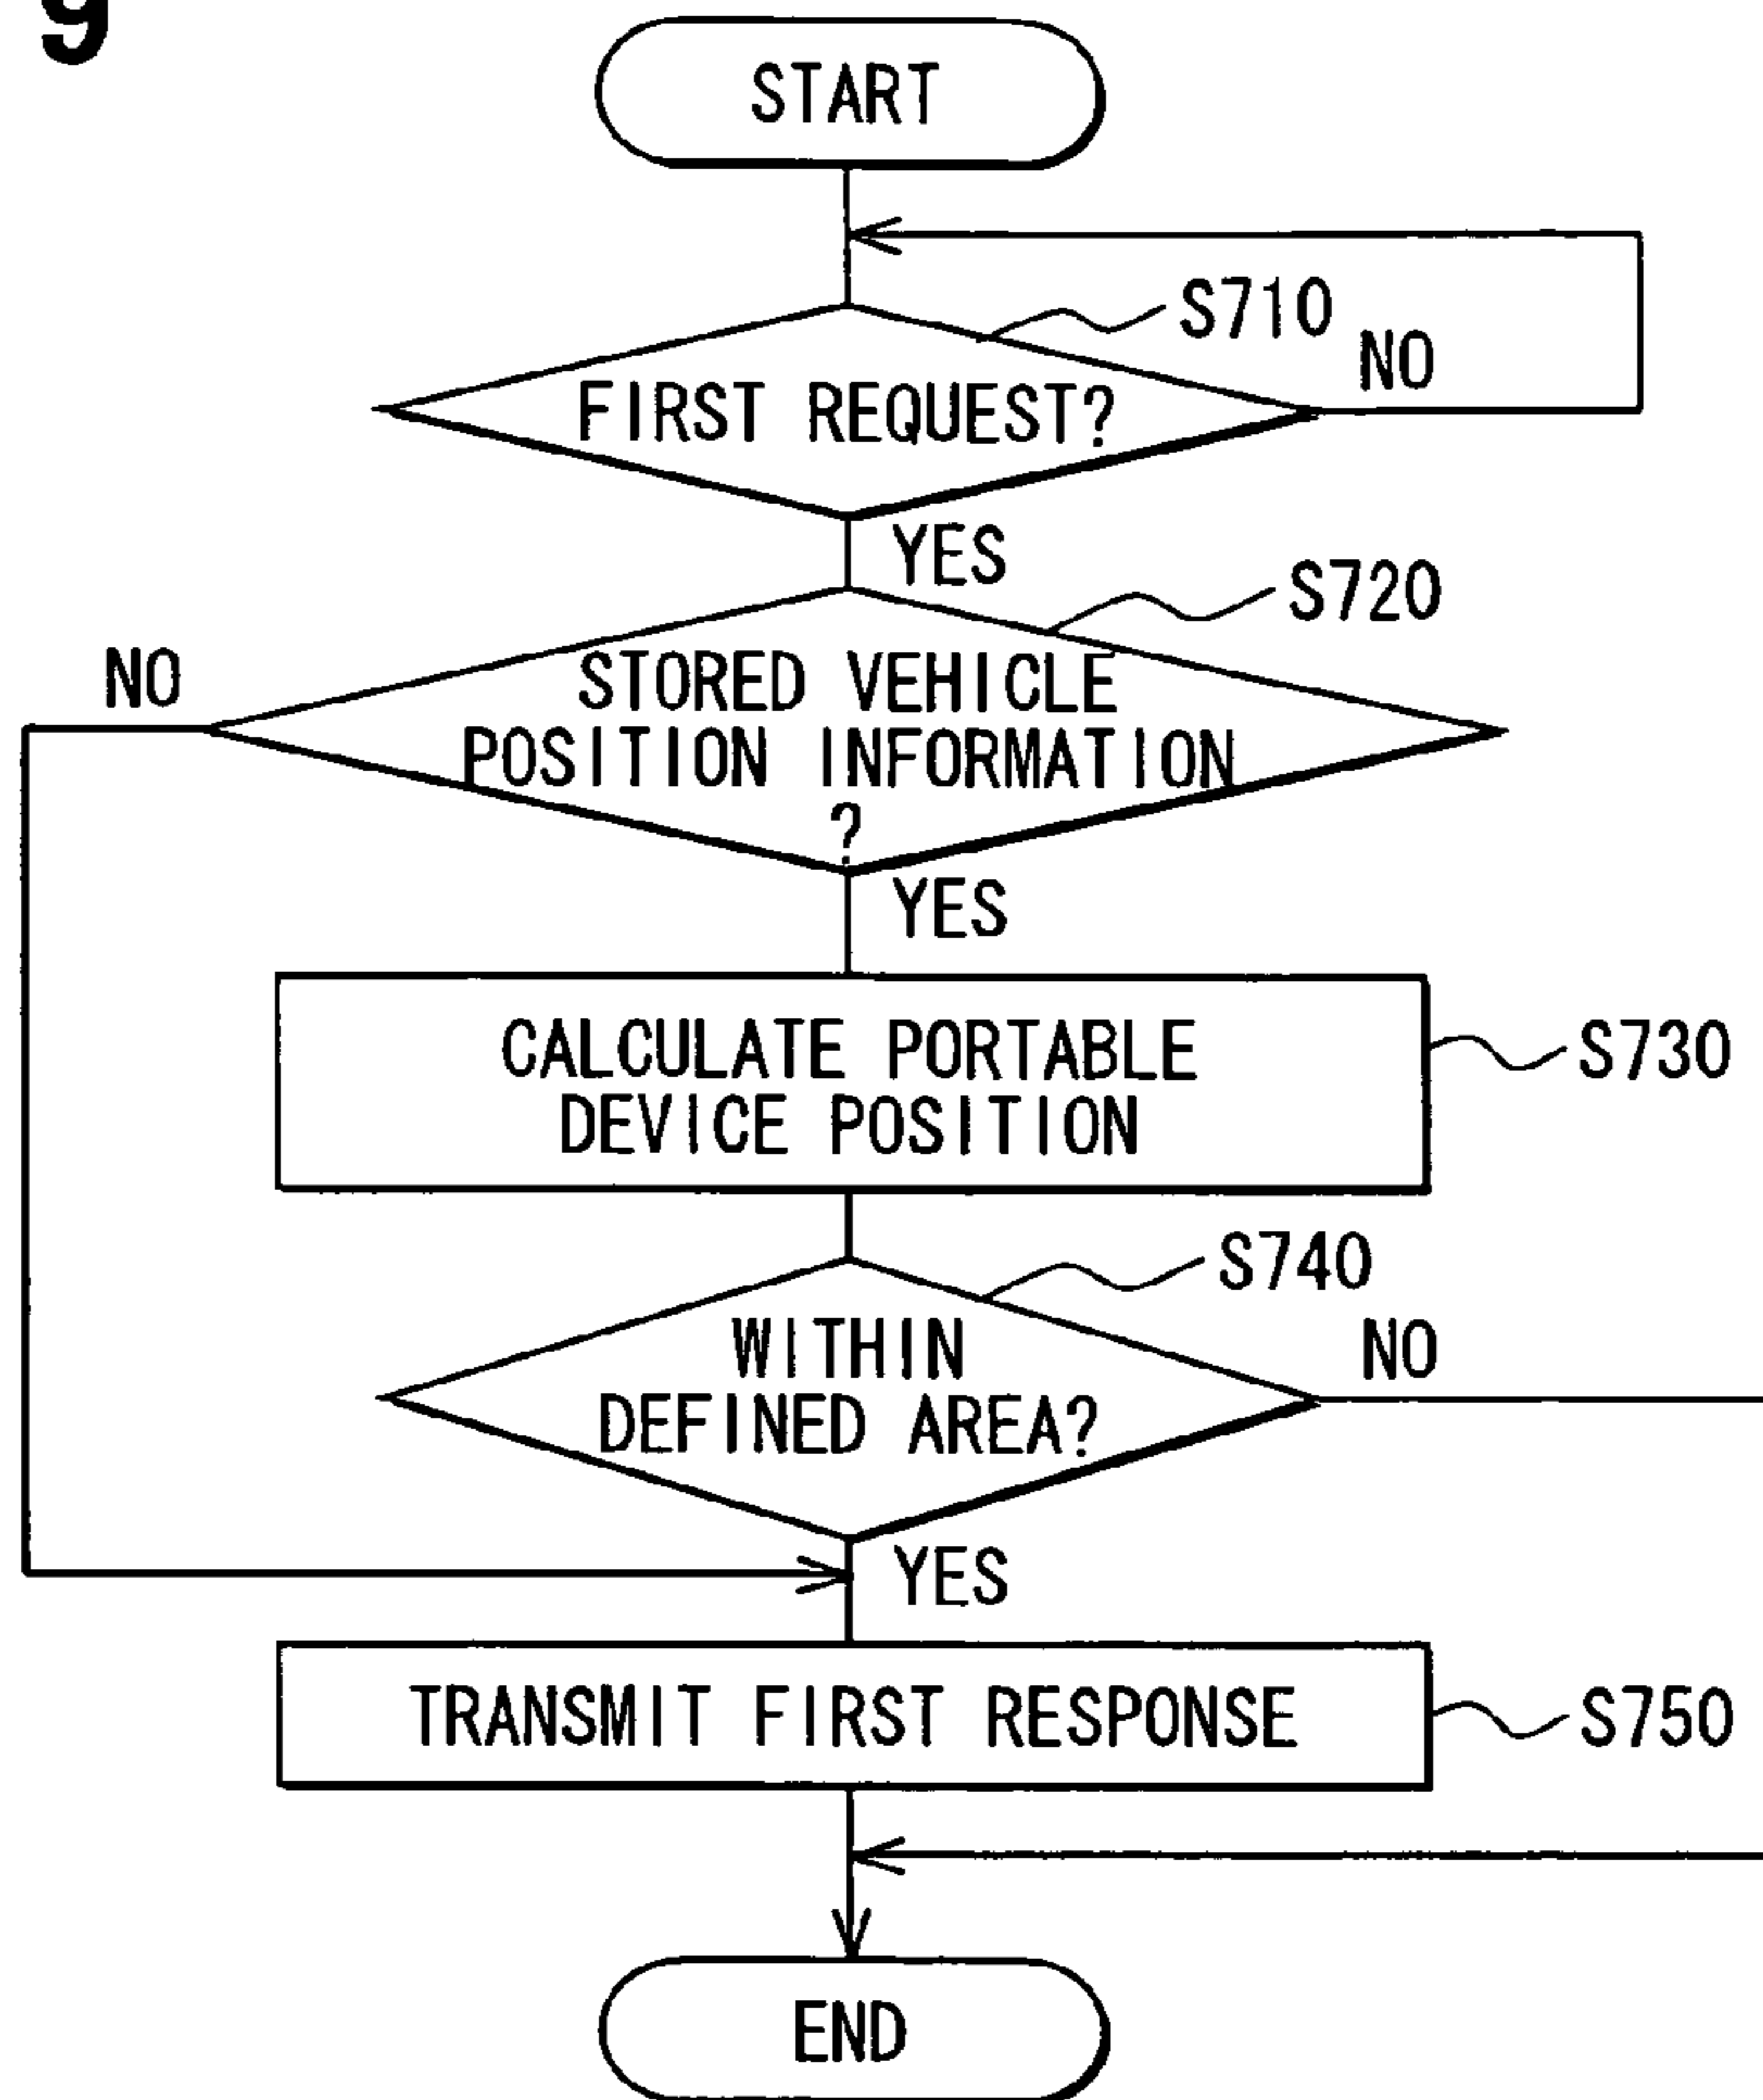 9
START
S710
NO
FIRST REQUEST?
YES
S720
NO
STORED VEHICLE
POSITION INFORMATION
?
YES
CALCULATE PORTABLE
DEVICE POSITION
S730
S740
NO
WITHIN
DEFINED AREA?
YES
TRANSMIT FIRST RESPONSE
S750
END